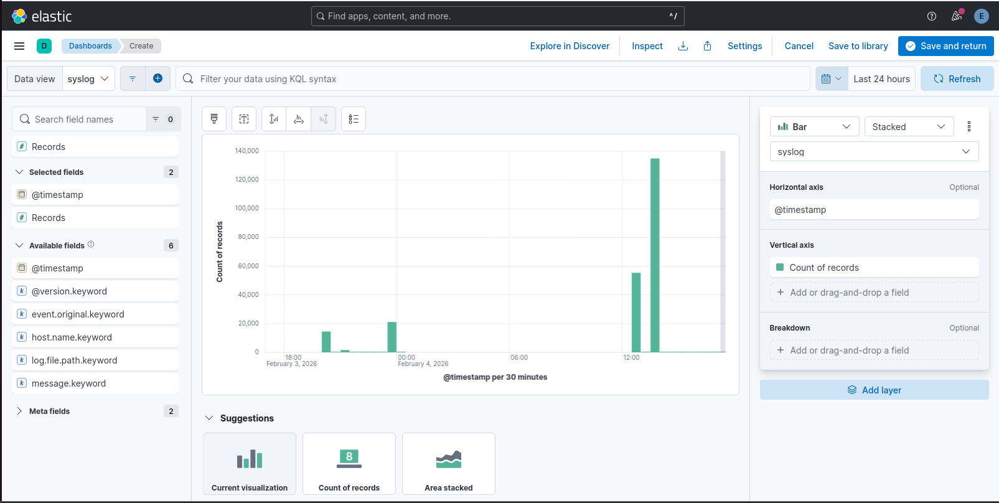 elastic
Find apps, content, and more.
^/
E
D
Dashboards
Create
Explore in Discover
Inspect
Settings
Cancel
Save to library
Save and return
Data view
syslog
Filter your data using KQL syntax
Last 24 hours
Refresh
Search field names
0
Records
Selected fields
2
@timestamp
Records
Available fields
6
@timestamp
@version.keyword
event.original.keyword
host.name.keyword
log.file.path.keyword
message.keyword
Meta fields
2
Count of records
140,000
120,000
100,000
80,000
60,000
40,000
20,000
0
18:00
February 3, 2026
00:00
February 4, 2026
06:00
12:00
@timestamp per 30 minutes
Suggestions
Current visualization
8
Count of records
Area stacked
Bar
Stacked
syslog
Horizontal axis
Optional
@timestamp
Vertical axis
Count of records
Add or drag-and-drop a field
Breakdown
Optional
Add or drag-and-drop a field
Add layer